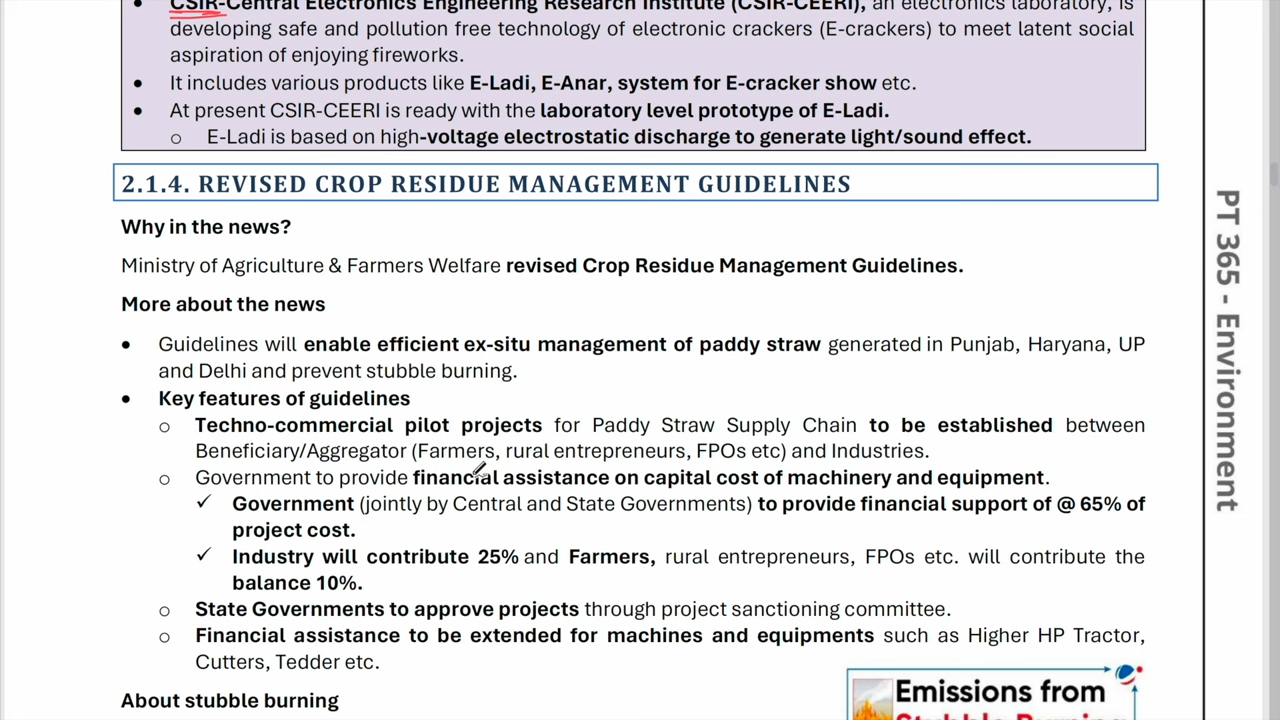 CSIR-Central Electronics Engineering Research Institute (CSIR-CEERI), an electronics laboratory, is
developing safe and pollution free technology of electronic crackers (E-crackers) to meet latent social
aspiration of enjoying fireworks.
• It includes various products like E-Ladi, E-Anar, system for E-cracker show etc.
• At present CSIR-CEERI is ready with the laboratory level prototype of E-Ladi.
o E-Ladi is based on high-voltage electrostatic discharge to generate light/sound effect.
2.1.4. REVISED CROP RESIDUE MANAGEMENT GUIDELINES
Why in the news?
Ministry of Agriculture & Farmers Welfare revised Crop Residue Management Guidelines.
More about the news
• Guidelines will enable efficient ex-situ management of paddy straw generated in Punjab, Haryana, UP
and Delhi and prevent stubble burning.
• Key features of guidelines
o Techno-commercial pilot projects for Paddy Straw Supply Chain to be established between
Beneficiary/Aggregator (Farmers, rural entrepreneurs, FPOs etc) and Industries.
o Government to provide financial assistance on capital cost of machinery and equipment.
✓ Government (jointly by Central and State Governments) to provide financial support of @ 65% of
project cost.
✓ Industry will contribute 25% and Farmers, rural entrepreneurs, FPOs etc. will contribute the
balance 10%.
o State Governments to approve projects through project sanctioning committee.
o Financial assistance to be extended for machines and equipments such as Higher HP Tractor,
Cutters, Tedder etc.
About stubble burning
Emissions from
Stubble Burning
PT 365 - Environment